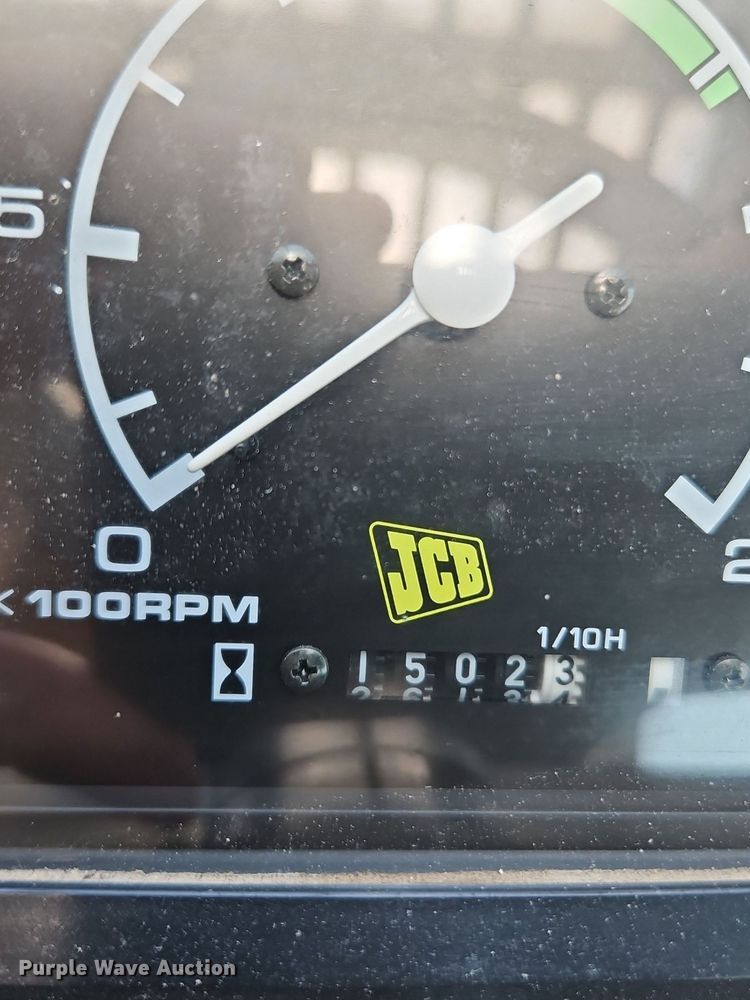 5
0
× 100RPM
JCB
1/10H
15023
2
Purple Wave Auction